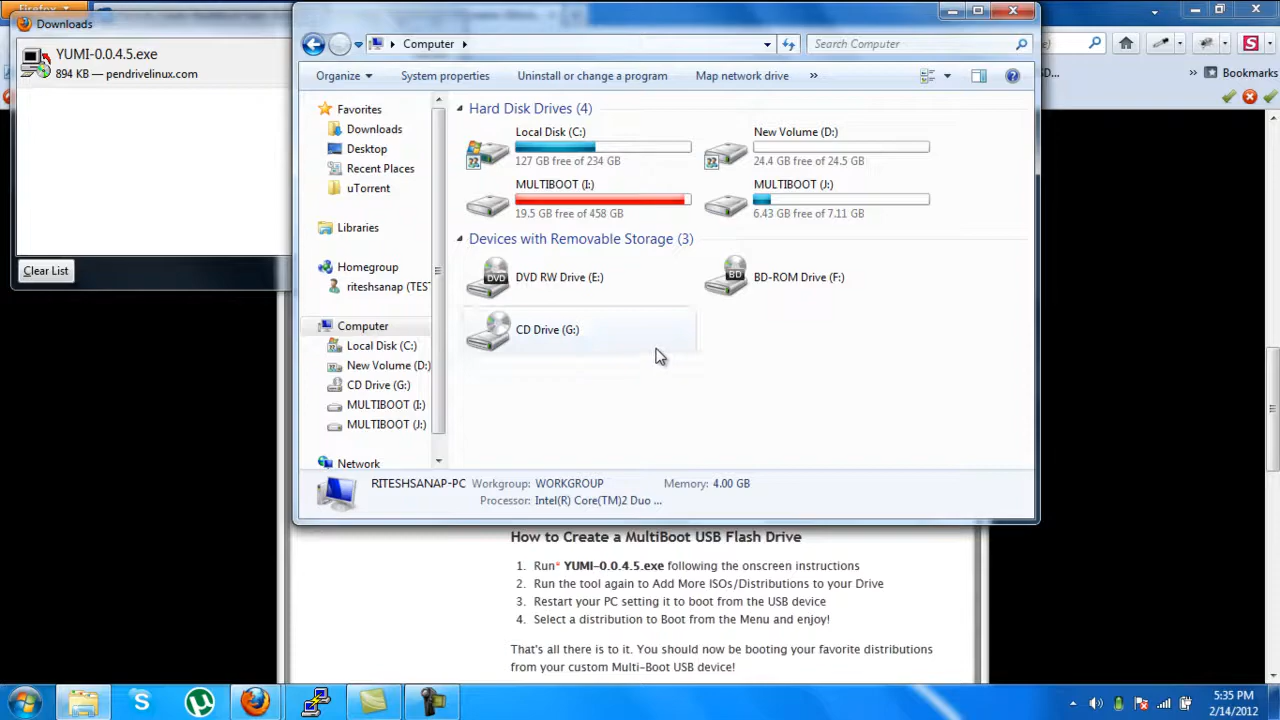 Firefox
Downloads
YUMI-0.0.4.5.exe
894 KB — pendrivelinux.com
Clear List
Computer
Search Computer
Organize
System properties
Uninstall or change a program
Map network drive
»
Favorites
Downloads
Desktop
Recent Places
uTorrent
Libraries
Homegroup
riteshsanap (TES
Computer
Local Disk (C:)
New Volume (D:)
CD Drive (G:)
MULTIBOOT (I:)
MULTIBOOT (J:)
Network
Hard Disk Drives (4)
Local Disk (C:)
127 GB free of 234 GB
New Volume (D:)
24.4 GB free of 24.5 GB
MULTIBOOT (I:)
19.5 GB free of 458 GB
MULTIBOOT (J:)
6.43 GB free of 7.11 GB
Devices with Removable Storage (3)
DVD RW Drive (E:)
BD-ROM Drive (F:)
CD Drive (G:)
RITESHSANAP-PC
Workgroup: WORKGROUP
Memory: 4.00 GB
Processor: Intel(R) Core(TM)2 Duo ...
D...
» Bookmarks
How to Create a MultiBoot USB Flash Drive
1. Run* YUMI-0.0.4.5.exe following the onscreen instructions
2. Run the tool again to Add More ISOs/Distributions to your Drive
3. Restart your PC setting it to boot from the USB device
4. Select a distribution to Boot from the Menu and enjoy!
That's all there is to it. You should now be booting your favorite distributions
from your custom Multi-Boot USB device!
5:35 PM
2/14/2012